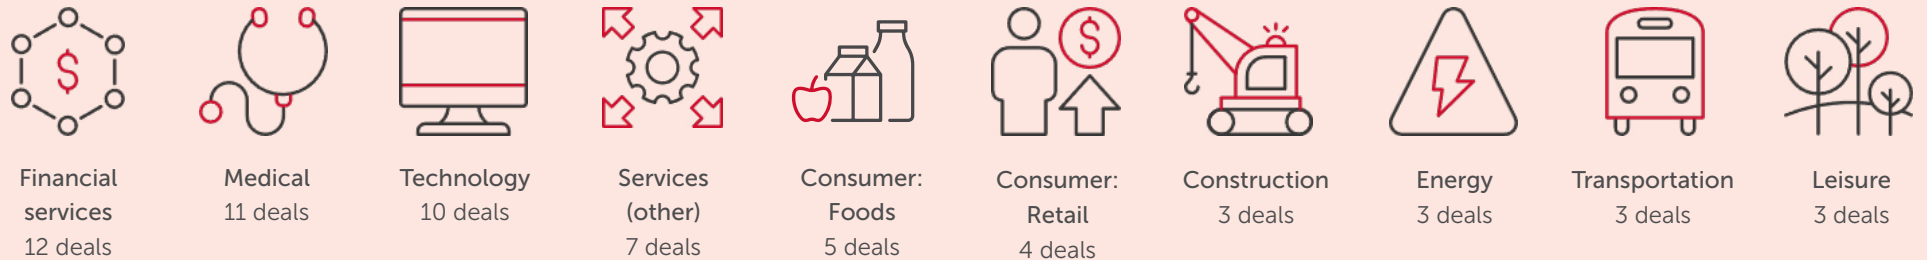 $
$
Financial
services
12 deals
Medical
11 deals
Technology
10 deals
Services
(other)
7 deals
Consumer:
Foods
5 deals
Consumer:
Retail
4 deals
Construction
3 deals
Energy
3 deals
Transportation
3 deals
Leisure
3 deals